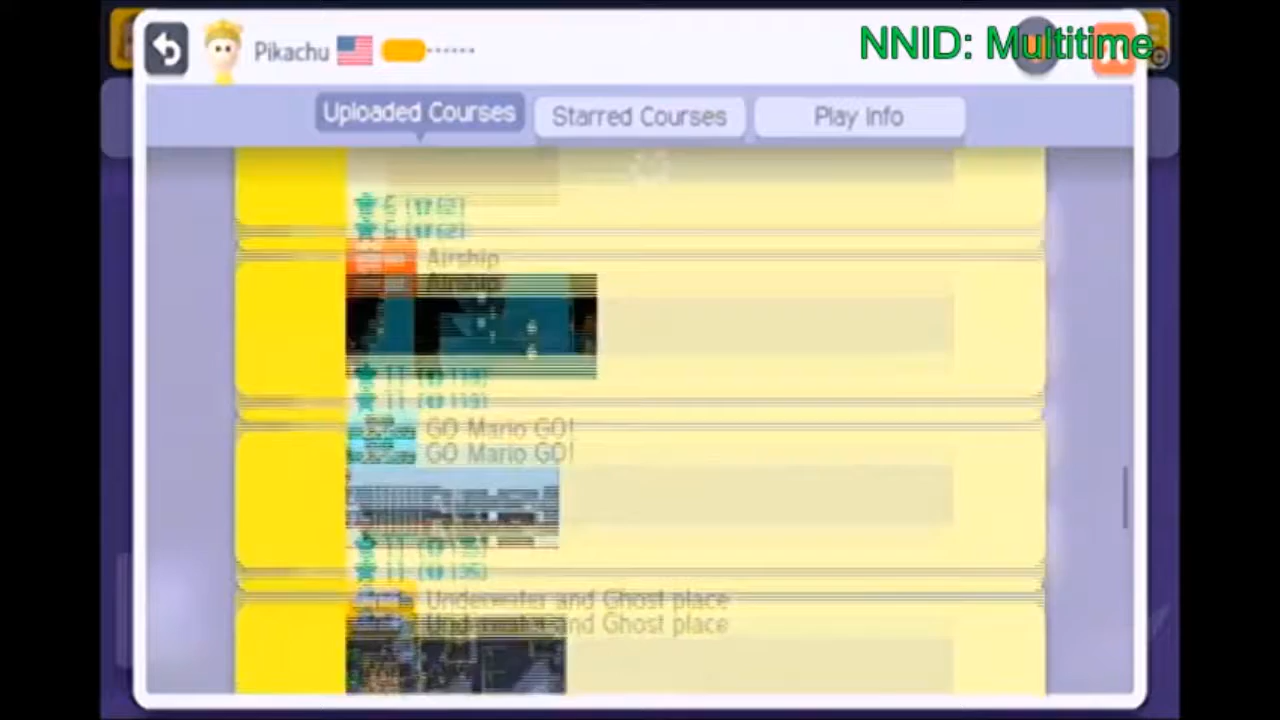 NNID: Multitime
Pikachu
Uploaded Courses
Starred Courses
Play Info
Airship
Airship
GO Mario GO!
GO Mario GO!
Underwater and Ghost place
Underwater and Ghost place